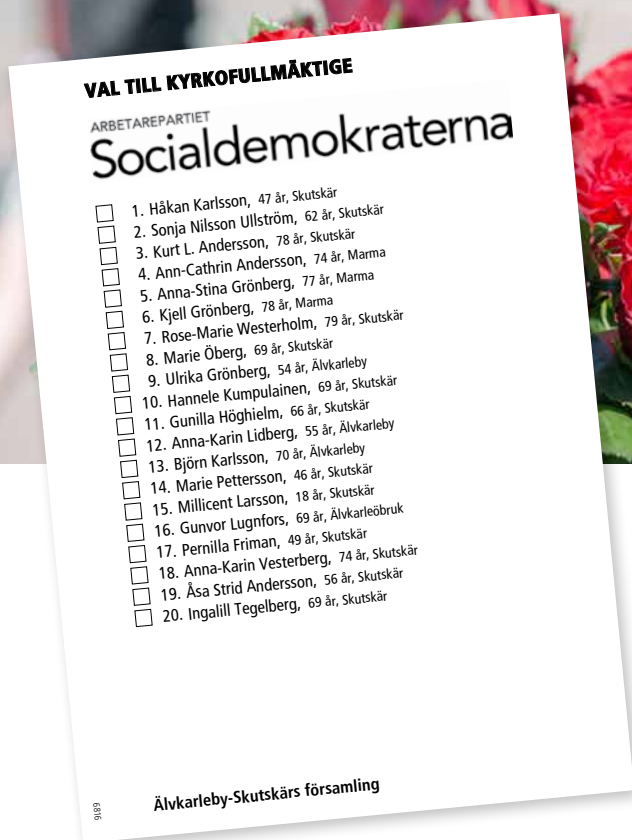 VAL TILL KYRKOFULLMÄKTIGE
ARBETAREPARTIET
Socialdemokraterna
1. Håkan Karlsson, 47 år, Skutskär
2. Sonja Nilsson Ullström, 62 år, Skutskär
3. Kurt L. Andersson, 78 år, Skutskär
4. Ann-Cathrin Andersson, 74 år, Marma
5. Anna-Stina Grönberg, 77 år, Marma
6. Kjell Grönberg, 78 år, Marma
7. Rose-Marie Westerholm, 79 år, Skutskär
8. Marie Öberg, 69 år, Skutskär
9. Ulrika Grönberg, 54 år, Älvkarleby
10. Hannele Kumpulainen, 69 år, Skutskär
11. Gunilla Höghielm, 66 år, Skutskär
12. Anna-Karin Lidberg, 55 år, Älvkarleby
13. Björn Karlsson, 70 år, Älvkarleby
14. Marie Pettersson, 46 år, Skutskär
15. Millicent Larsson, 18 år, Skutskär
16. Gunvor Lugnfors, 69 år, Älvkarleöbruk
17. Pernilla Friman, 49 år, Skutskär
18. Anna-Karin Vesterberg, 74 år, Skutskär
19. Åsa Strid Andersson, 56 år, Skutskär
20. Ingalill Tegelberg, 69 år, Skutskär
Älvkarleby-Skutskärs församling
6816